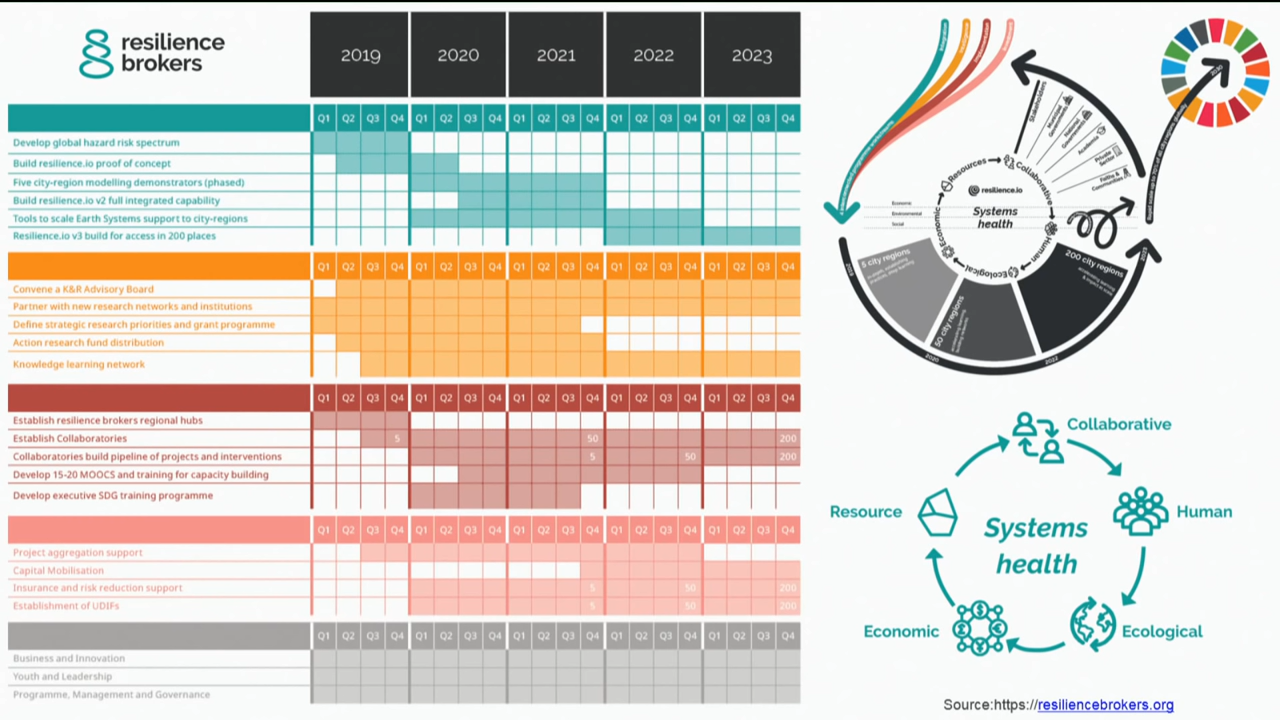 resilience
brokers
2019 2020 2021 2022 2023
Q1 Q2 Q3 Q4 Q1 Q2 Q3 Q4 Q1 Q2 Q3 Q4 Q1 Q2 Q3 Q4 Q1 Q2 Q3 Q4
Develop global hazard risk spectrum
Build resilience.io proof of concept
Five city-region modelling demonstrators (phased)
Build resilience.io v2 full integrated capability
Tools to scale Earth Systems support to city-regions
Resilience.io v3 build for access in 200 places
Q1 Q2 Q3 Q4 Q1 Q2 Q3 Q4 Q1 Q2 Q3 Q4 Q1 Q2 Q3 Q4 Q1 Q2 Q3 Q4
Convene a K&R Advisory Board
Partner with new research networks and institutions
Define strategic research priorities and grant programme
Action research fund distribution
Knowledge learning network
Q1 Q2 Q3 Q4 Q1 Q2 Q3 Q4 Q1 Q2 Q3 Q4 Q1 Q2 Q3 Q4 Q1 Q2 Q3 Q4
Establish resilience brokers regional hubs
Establish Collaboratories 5 50 200
Collaboratories build pipeline of projects and interventions 5 50 200
Develop 15-20 MOOCS and training for capacity building
Develop executive SDG training programme
Q1 Q2 Q3 Q4 Q1 Q2 Q3 Q4 Q1 Q2 Q3 Q4 Q1 Q2 Q3 Q4 Q1 Q2 Q3 Q4
Project aggregation support
Capital Mobilisation
Insurance and risk reduction support 5 50 200
Establishment of UDIFs 5 50 200
Q1 Q2 Q3 Q4 Q1 Q2 Q3 Q4 Q1 Q2 Q3 Q4 Q1 Q2 Q3 Q4 Q1 Q2 Q3 Q4
Business and Innovation
Youth and Leadership
Programme, Management and Governance
2030
Stakeholders
Municipal
Governments
National
Governments
Academia
Private
Sector
Faiths &
Communities
Resources
Collaborative
Human
Ecological
Economic
resilience.io
Systems
health
Economic
Environmental
Social
5 city regions
50 city regions
200 city regions
2020
2022
2023
Collaborative
Human
Ecological
Economic
Resource
Systems
health
Source:https://resiliencebrokers.org